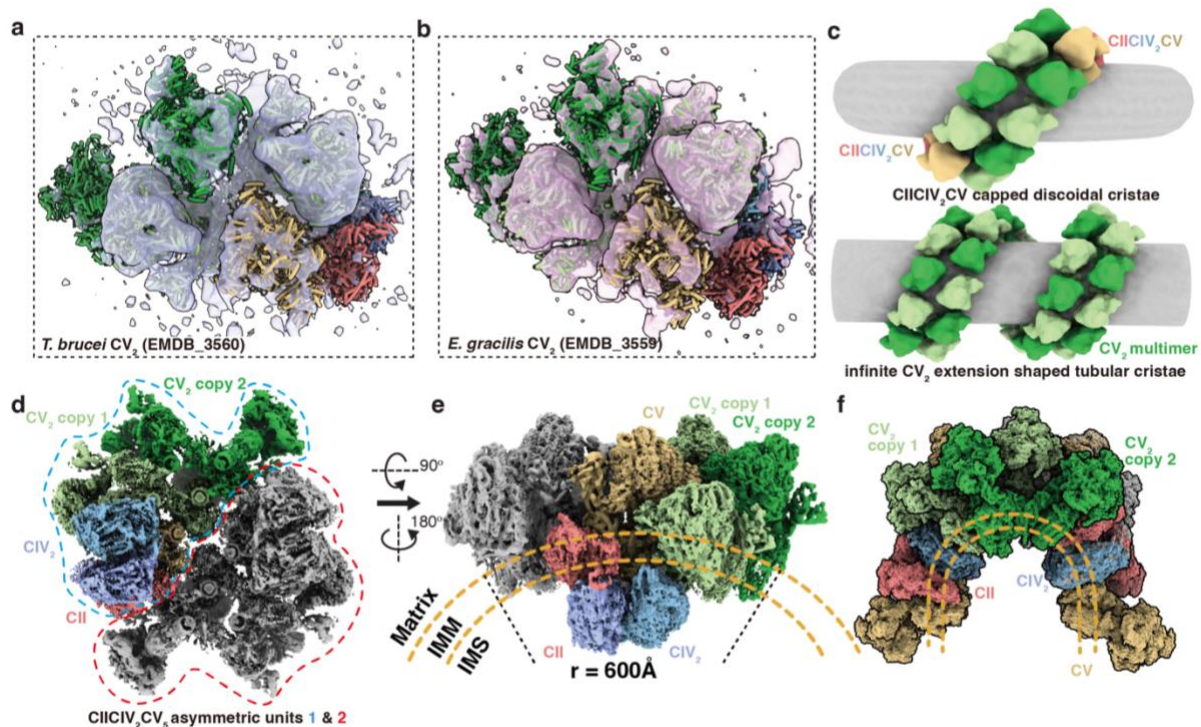 a
T. brucei CV₂ (EMDB_3560)
b
E. gracilis CV₂ (EMDB_3559)
c
CIICIV₂CV
CIICIV₂CV
CIICIV₂CV capped discoidal cristae
CV₂ multimer
infinite CV₂ extension shaped tubular cristae
d
CV₂ copy 2
CV₂ copy 1
CIV₂
CII
CIICIV₂CV₅ asymmetric units 1 & 2
90°
180°
e
CV
CV₂ copy 1
CV₂ copy 2
Matrix
IMM
IMS
CII
CIV₂
r = 600Å
f
CV₂
copy 1
CV₂
copy 2
CII
CIV₂
CV